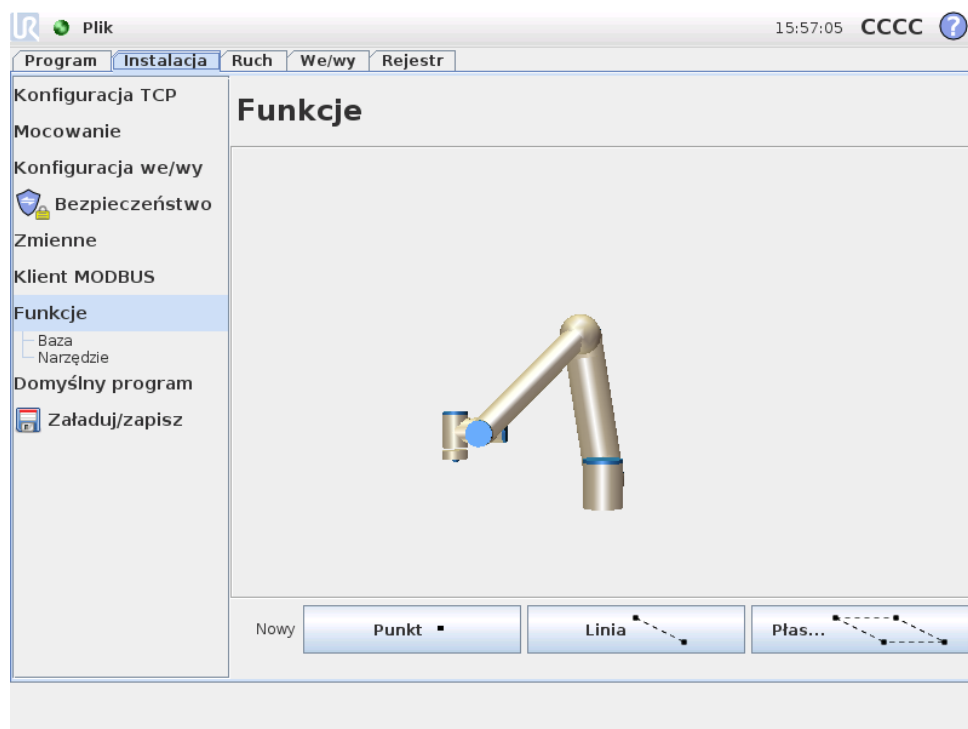 UR Plik 15:57:05 CCCC ?
Program Instalacja Ruch We/wy Rejestr
Konfiguracja TCP
Mocowanie
Konfiguracja we/wy
Bezpieczeństwo
Zmienne
Klient MODBUS
Funkcje
Baza
Narzędzie
Domyślny program
Załaduj/zapisz
Funkcje
Nowy Punkt Linia Płas...